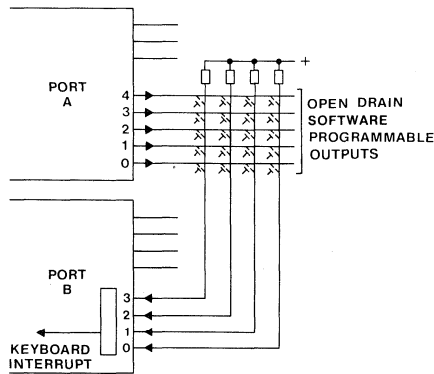 PORT
A
4
3
2
1
0
+
OPEN DRAIN
SOFTWARE
PROGRAMMABLE
OUTPUTS
PORT
B
3
2
1
0
KEYBOARD
INTERRUPT